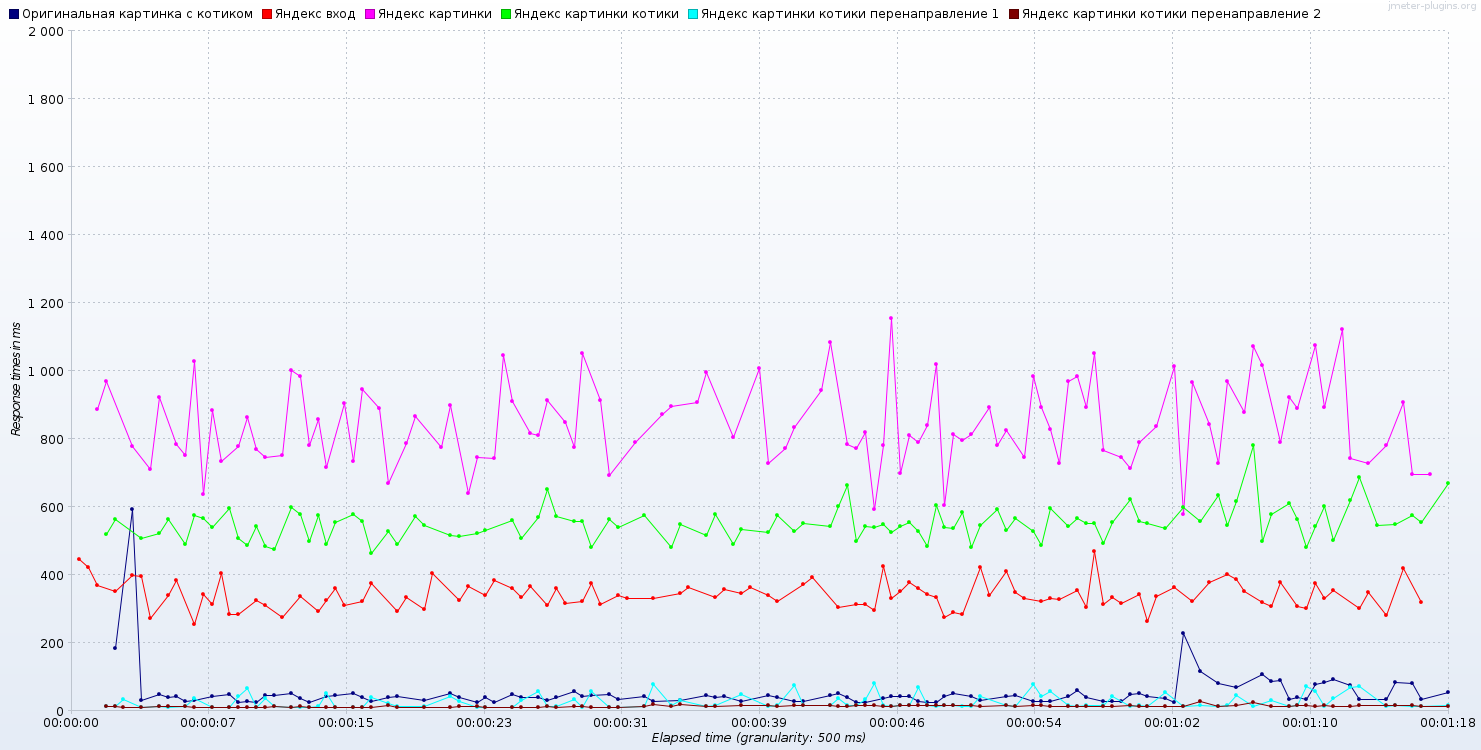 Оригинальная картинка с котиком Яндекс вход Яндекс картинки Яндекс картинки котики Яндекс картинки котики перенаправление 1 Яндекс картинки котики перенаправление 2
jmeter-plugins.org
2 000
1 800
1 600
1 400
1 200
1 000
800
600
400
200
0
Response times in ms
00:00:00 00:00:07 00:00:15 00:00:23 00:00:31 00:00:39 00:00:46 00:00:54 00:01:02 00:01:10 00:01:18
Elapsed time (granularity: 500 ms)